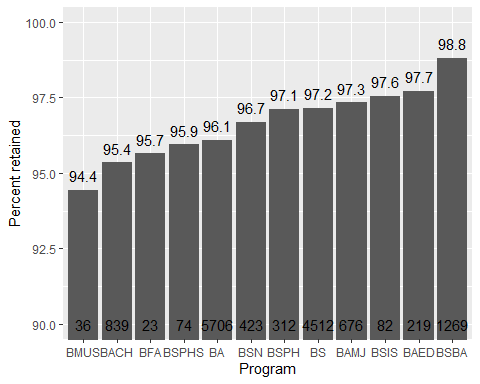 100.0
97.5
95.0
92.5
90.0
Percent retained
94.4 95.4 95.7 95.9 96.1 96.7 97.1 97.2 97.3 97.6 97.7 98.8
36 839 23 74 5706 423 312 4512 676 82 219 1269
BMUS BACH BFA BSPHS BA BSN BSPH BS BAMJ BSIS BAED BSBA
Program